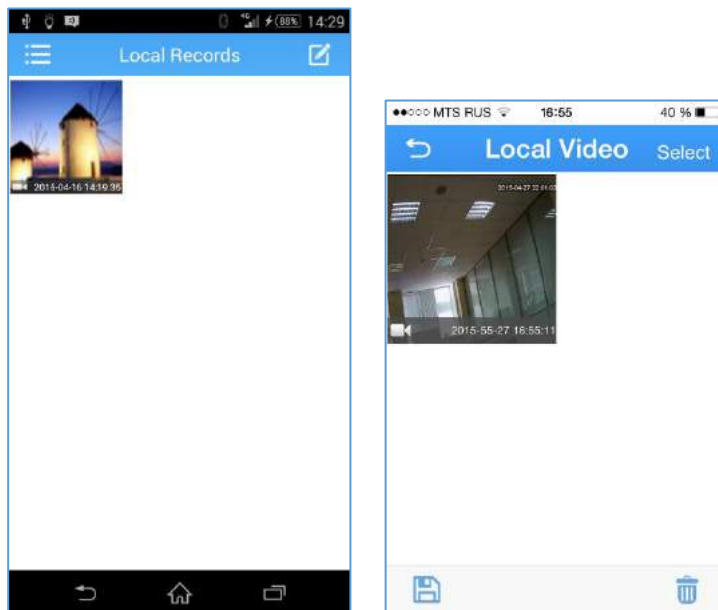 88% 14:29
Local Records
2015-04-16 14:19:35
MTS RUS 16:55 40 %
Local Video Select
2015-55-27 16:55:11